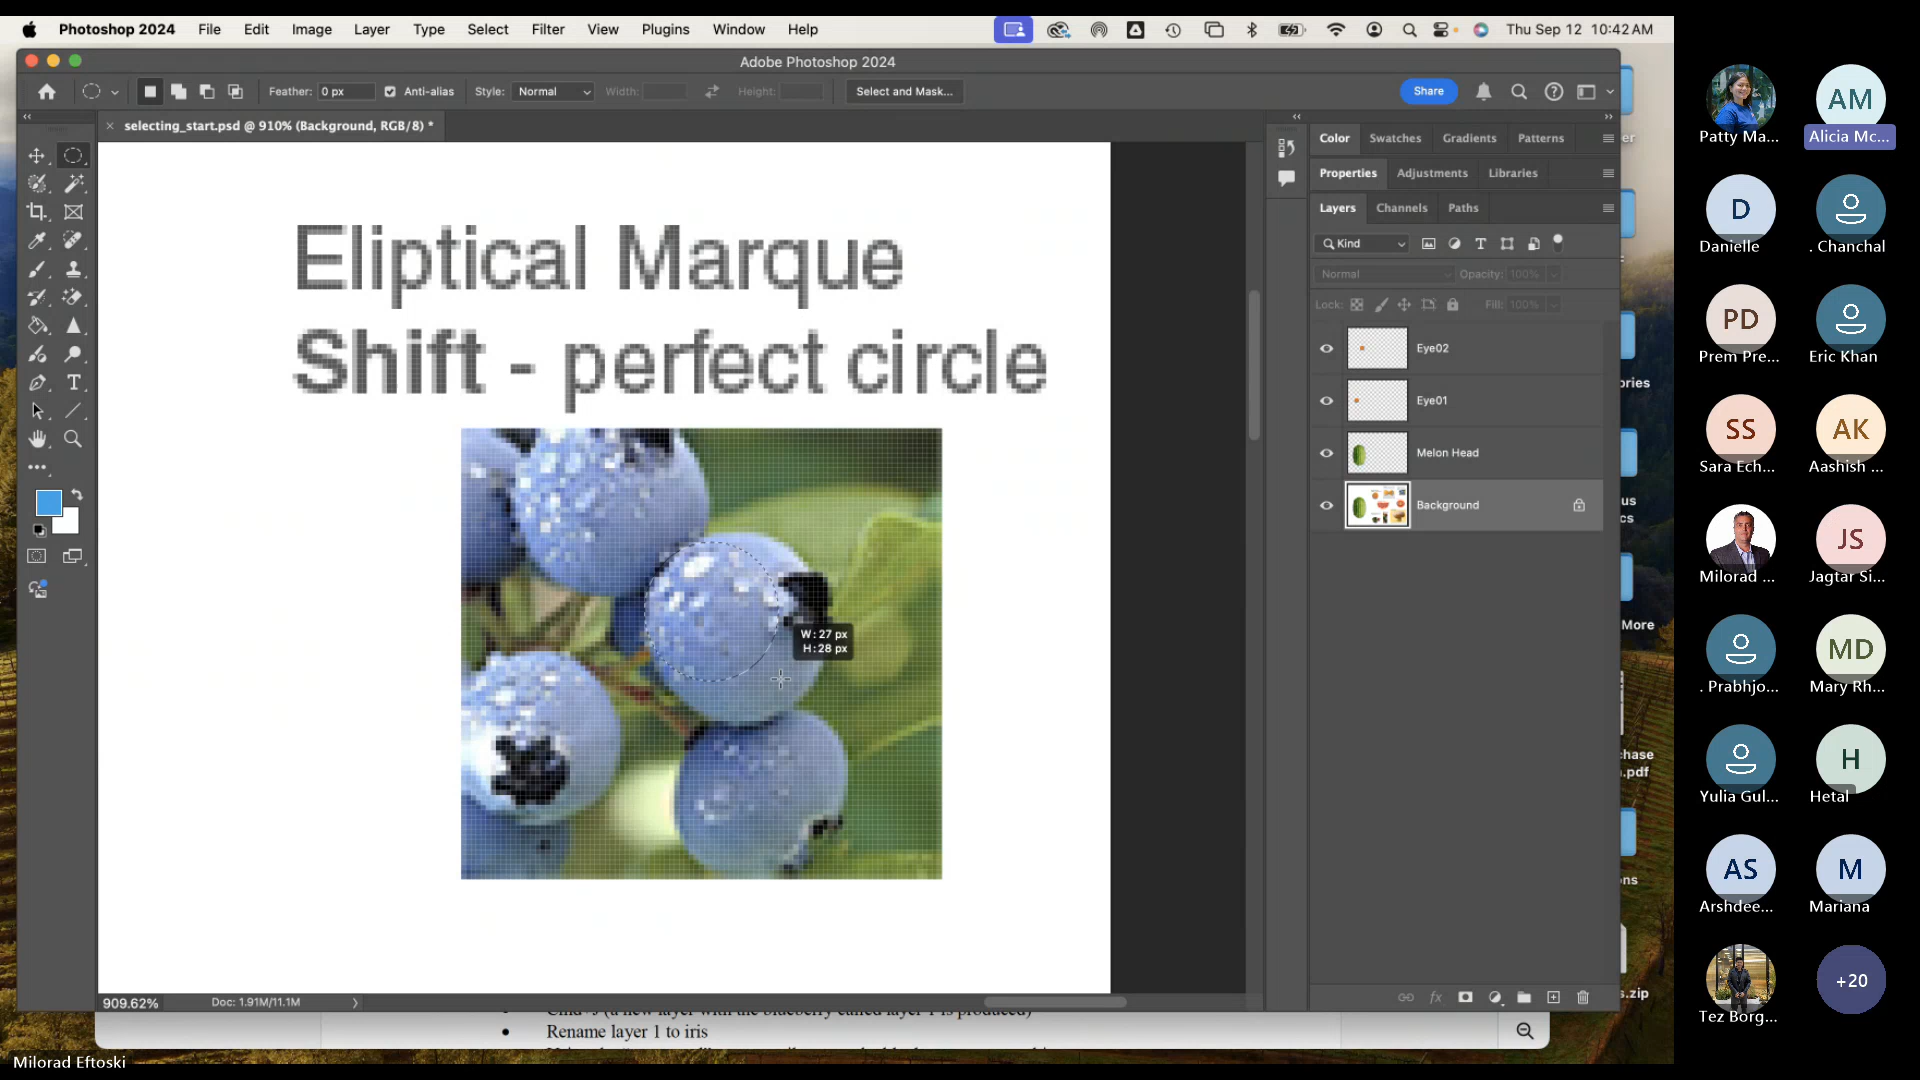 Photoshop 2024 File Edit Image Layer Type Select Filter View Plugins Window Help Thu Sep 12 10:42 AM
Adobe Photoshop 2024
Feather: 0 px Anti-alias Style: Normal Width: Height: Select and Mask... Share
× selecting_start.psd @ 910% (Background, RGB/8) *
Color Swatches Gradients Patterns
Properties Adjustments Libraries
Layers Channels Paths
Kind
Normal Opacity: 100%
Lock: Fill: 100%
Eye02
Eye01
Melon Head
Background
Eliptical Marque
Shift - perfect circle
W: 27 px
H: 28 px
909.62% Doc: 1.91M/11.1M
Rename layer 1 to iris
ories
More
.pdf
s.zip
Milorad Eftoski
Patty Ma...
AM
Alicia Mc...
D
Danielle
. Chanchal
PD
Prem Pre...
Eric Khan
SS
Sara Ech...
AK
Aashish ...
Milorad ...
JS
Jagtar Si...
. Prabhjo...
MD
Mary Rh...
Yulia Gul...
H
Hetal
AS
Arshdee...
M
Mariana
Tez Borg...
+20